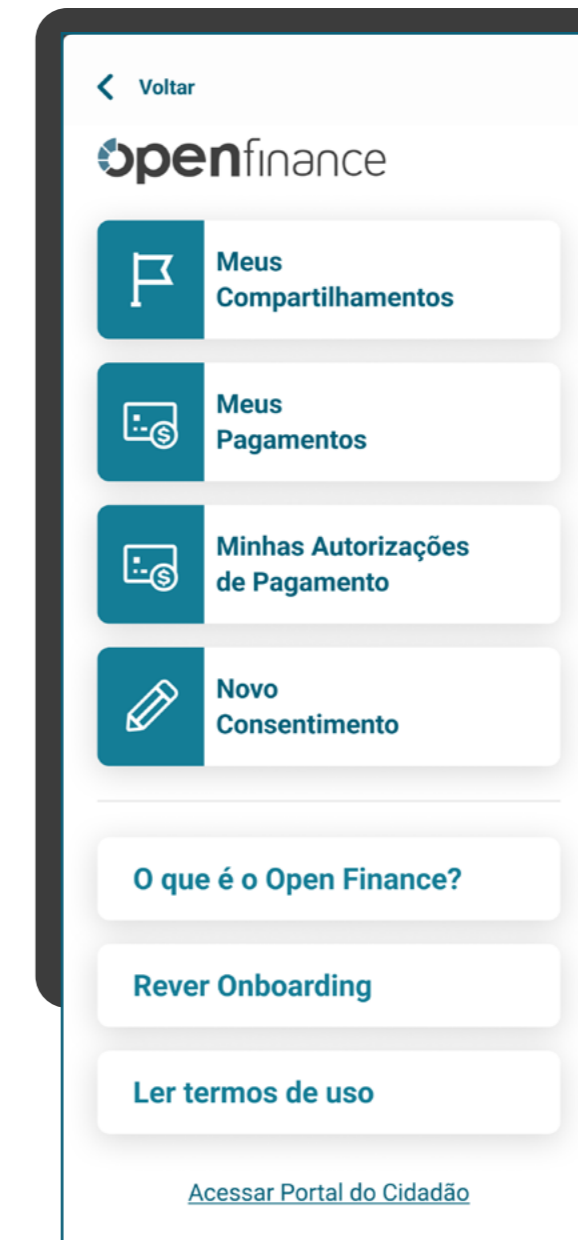 Voltar
openfinance
Meus
Compartilhamentos
Meus
Pagamentos
Minhas Autorizações
de Pagamento
Novo
Consentimento
O que é o Open Finance?
Rever Onboarding
Ler termos de uso
Acessar Portal do Cidadão